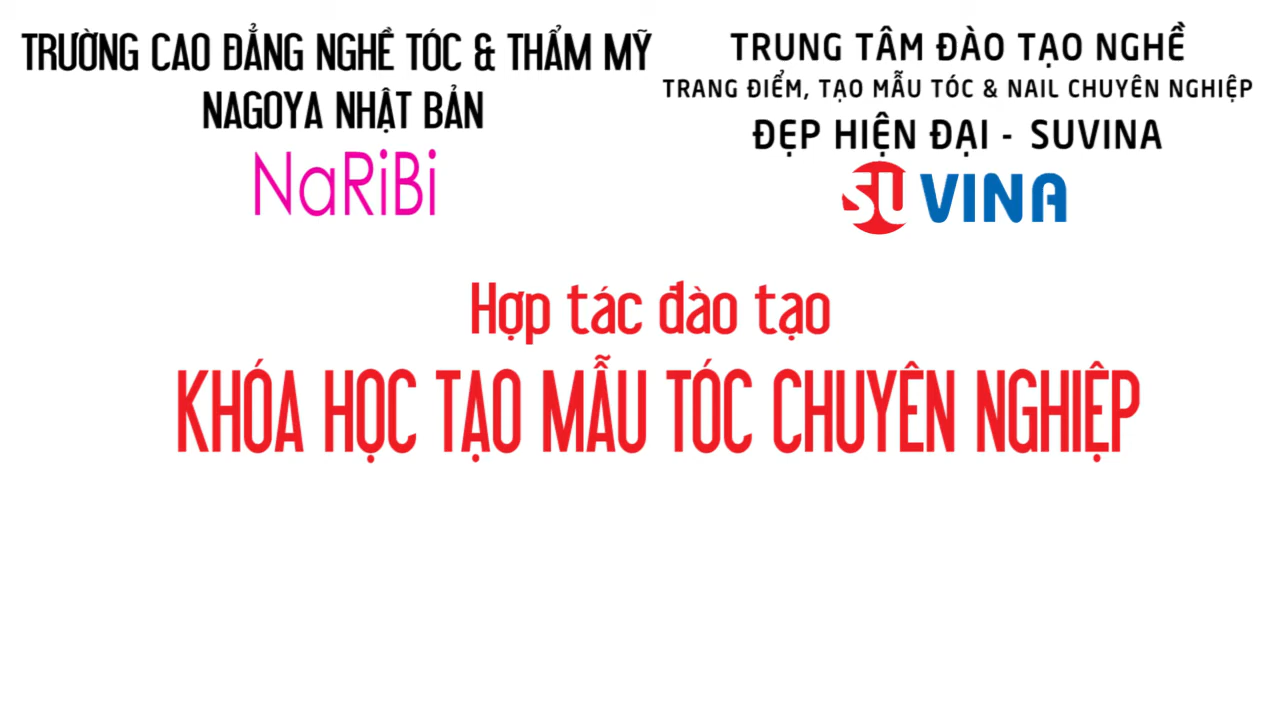 TRƯỜNG CAO ĐẲNG NGHỀ TÓC & THẨM MỸ
NAGOYA NHẬT BẢN
NaRiBi
TRUNG TÂM ĐÀO TẠO NGHỀ
TRANG ĐIỂM, TẠO MẪU TÓC & NAIL CHUYÊN NGHIỆP
ĐẸP HIỆN ĐẠI - SUVINA
SU VINA
Hợp tác đào tạo
KHÓA HỌC TẠO MẪU TÓC CHUYÊN NGHIỆP